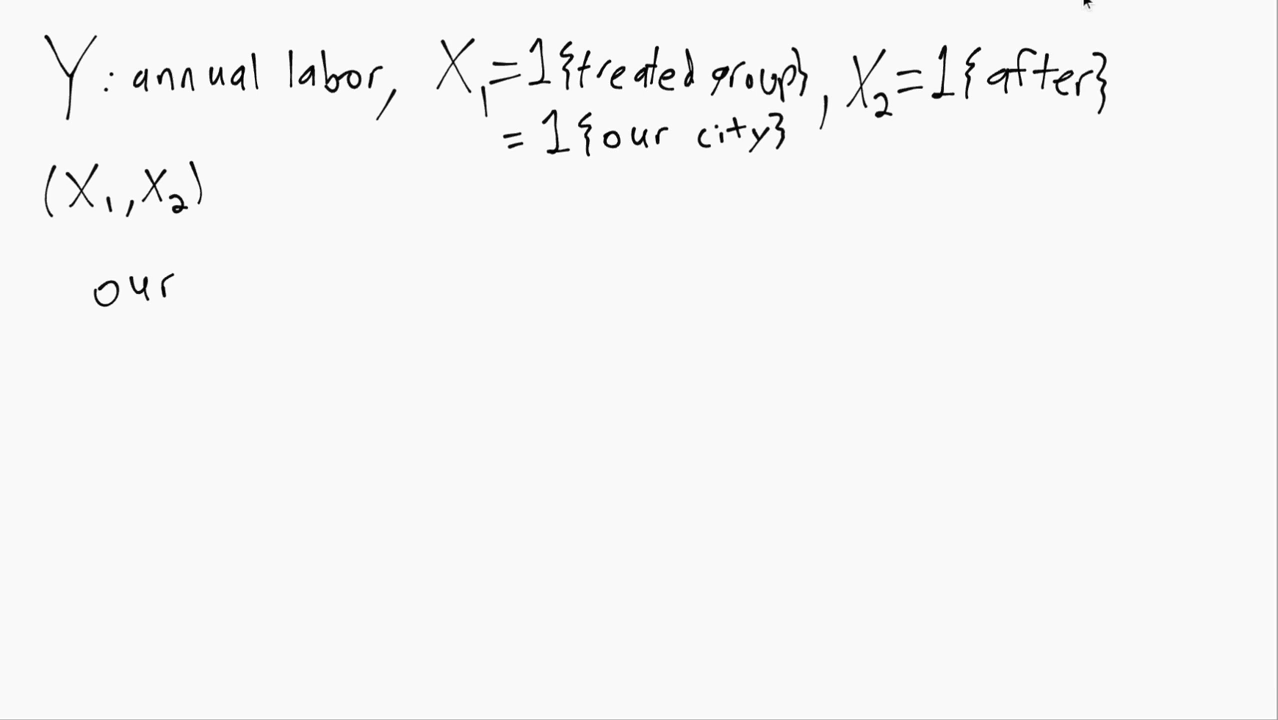 Y: annual labor, X₁=1{treated group}, X₂=1{after}
= 1{our city}
(X₁,X₂)
our